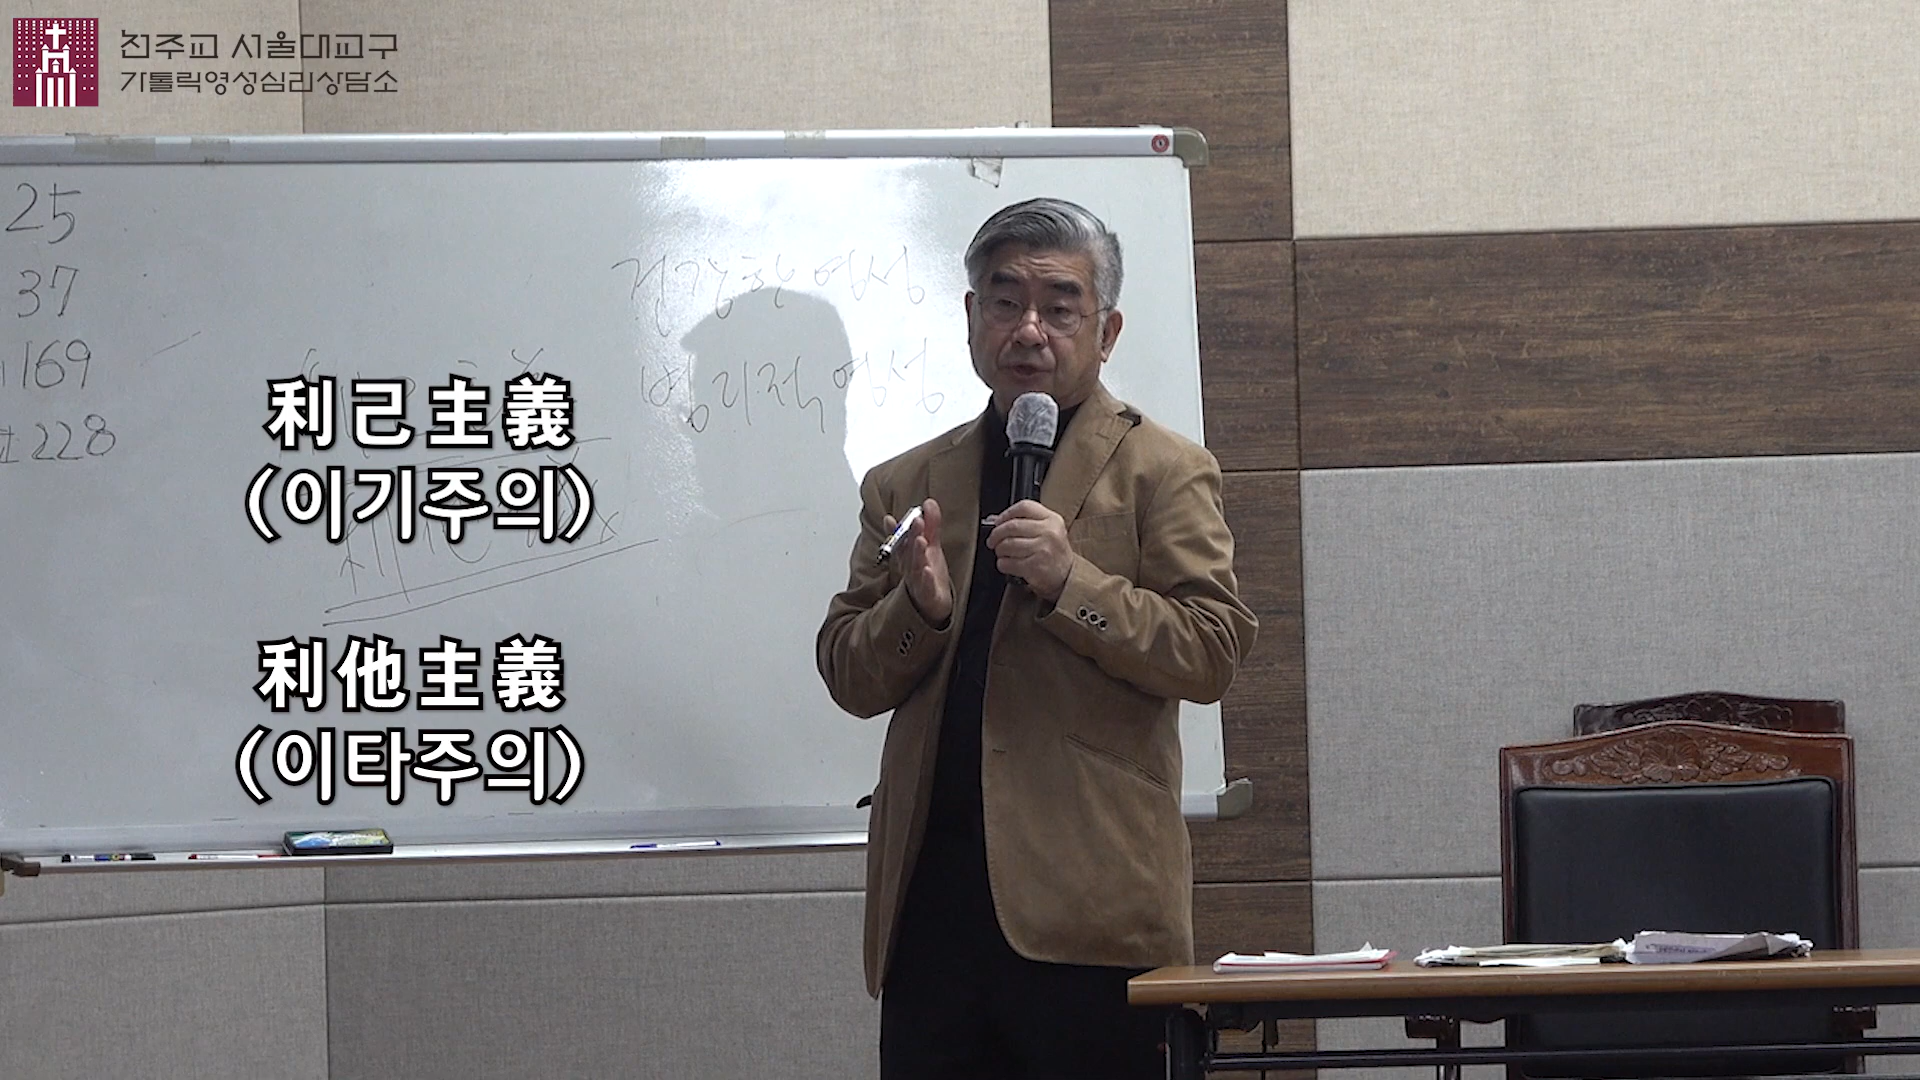 천주교 서울대교구
가톨릭영성심리상담소
25
37
169
228
건강한 영성
병리적 영성
利己主義
(이기주의)
利他主義
(이타주의)